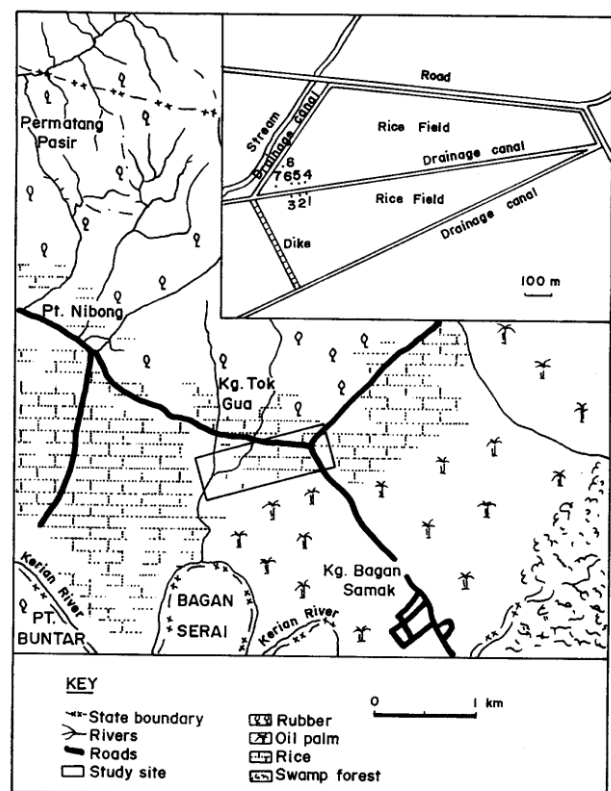 Permatang
Pasir
Road
Stream
Drainage canal
Rice Field
Drainage canal
8
7654
321
Rice Field
Drainage canal
Dike
100 m
Pt. Nibong
Kg. Tok
Gua
Kg. Bagan
Samak
Kerian River
PT.
BUNTAR
BAGAN
SERAI
Kerian River
KEY
State boundary
Rivers
Roads
Study site
Rubber
Oil palm
Rice
Swamp forest
0 1 km